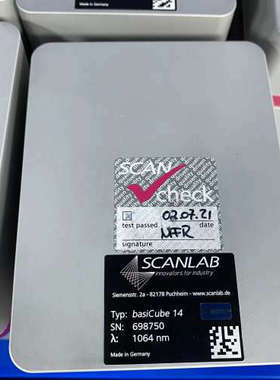 Made in Germany
SCAN
check
02.07.21
test passed date
NFR
signature
SCANLAB
Innovators for Industry
Siemensstr. 2a - 82178 Puchheim - www.scanlab.de
Typ: basiCube 14
SN: 698750
λ: 1064 nm
Made in Germany